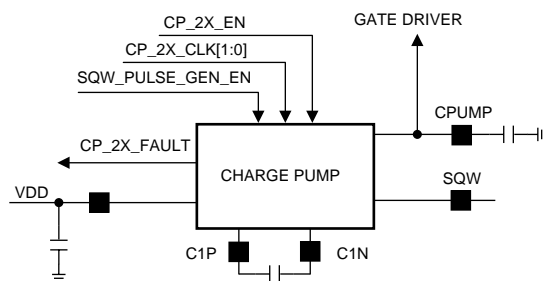 CP_2X_EN
GATE DRIVER
CP_2X_CLK[1:0]
SQW_PULSE_GEN_EN
CPUMP
CP_2X_FAULT
CHARGE PUMP
SQW
VDD
C1P
C1N